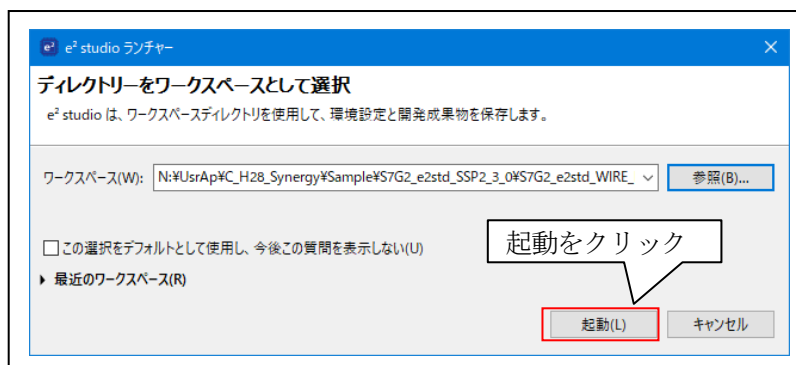 e² studio ランチャー
ディレクトリーをワークスペースとして選択
e² studio は、ワークスペースディレクトリを使用して、環境設定と開発成果物を保存します。
ワークスペース(W): N:¥UsrAp¥C_H28_Synergy¥Sample¥S7G2_e2std_SSP2_3_0¥S7G2_e2std_WIRE_ 参照(B)...
この選択をデフォルトとして使用し、今後この質問を表示しない(U)
起動をクリック
最近のワークスペース(R)
起動(L) キャンセル